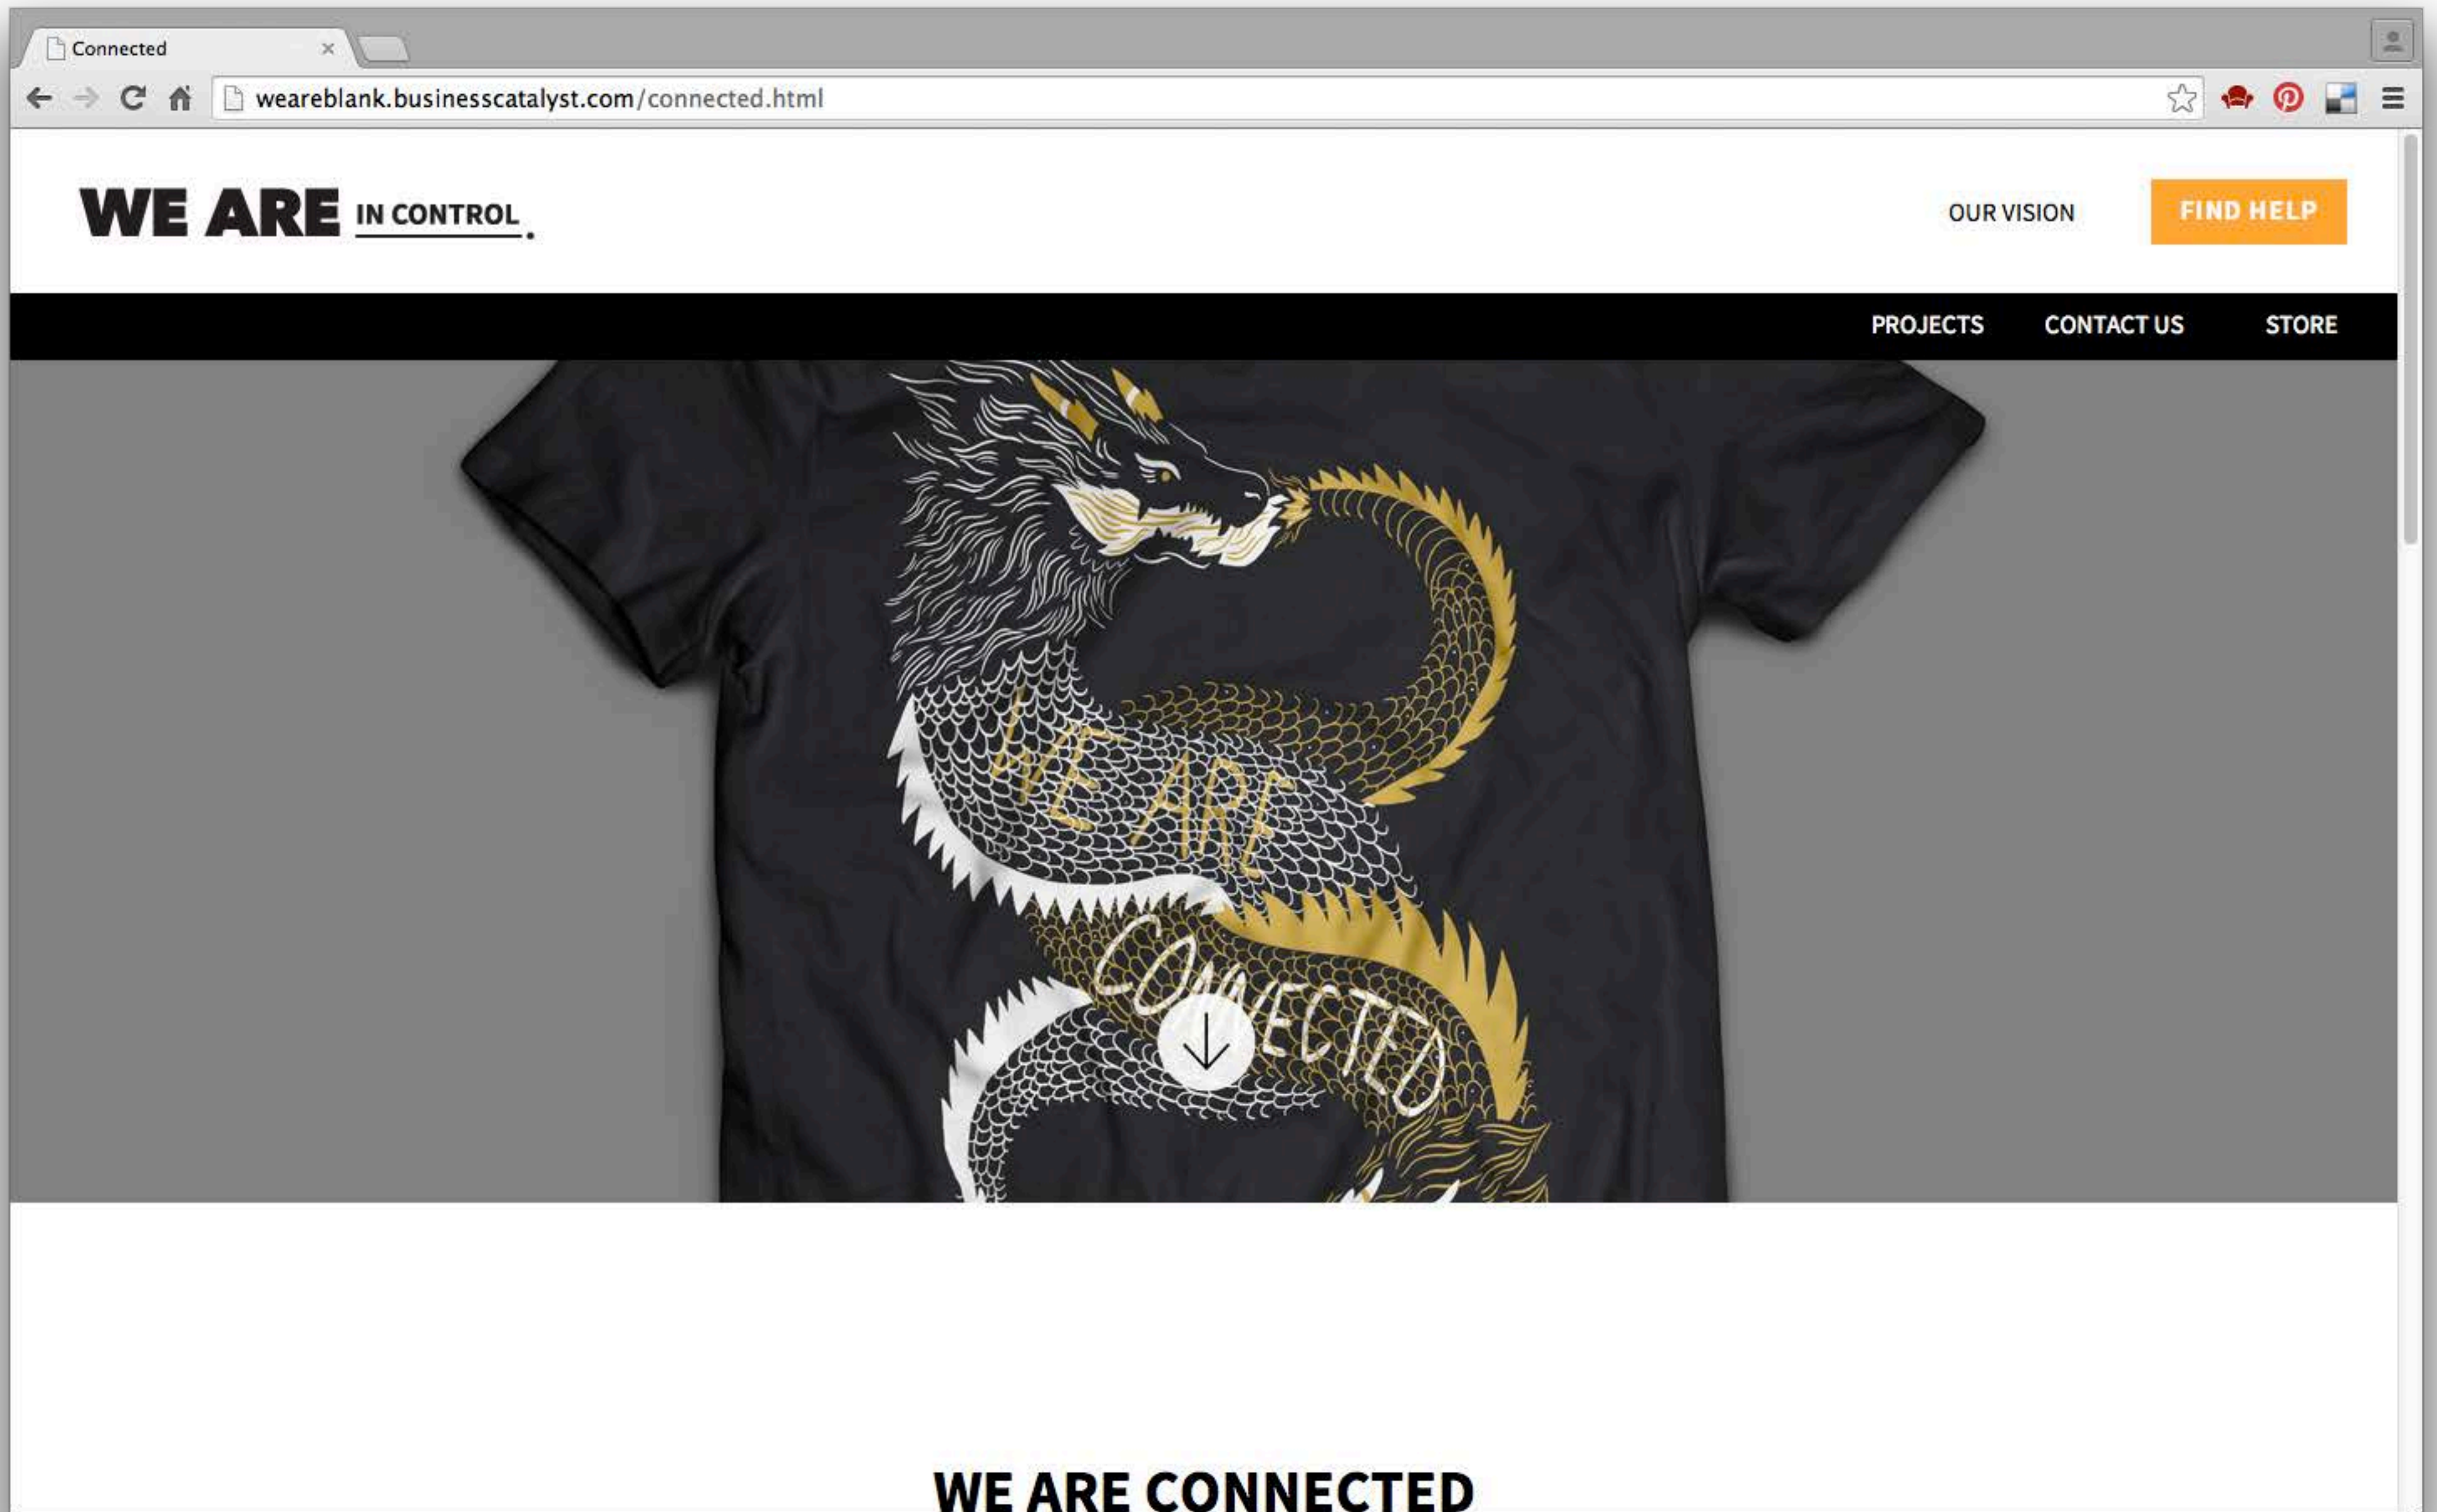 Connected
weareblank.businesscatalyst.com/connected.html
WE ARE IN CONTROL.
OUR VISION
FIND HELP
PROJECTS CONTACT US STORE
WE ARE
CONNECTED
WE ARE CONNECTED